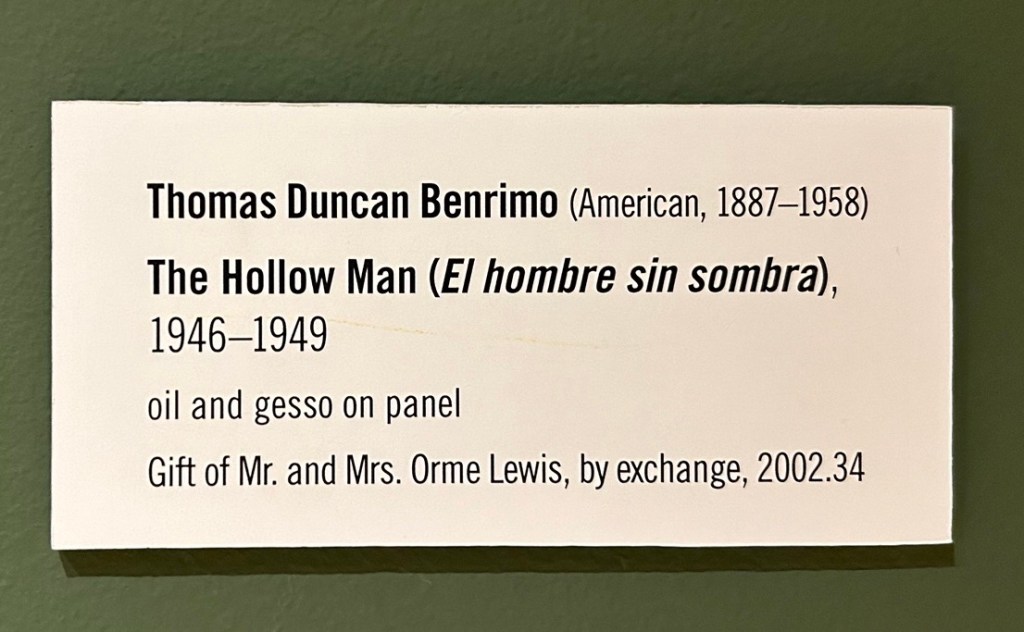 Thomas Duncan Benrimo (American, 1887–1958)
The Hollow Man (El hombre sin sombra),
1946–1949
oil and gesso on panel
Gift of Mr. and Mrs. Orme Lewis, by exchange, 2002.34